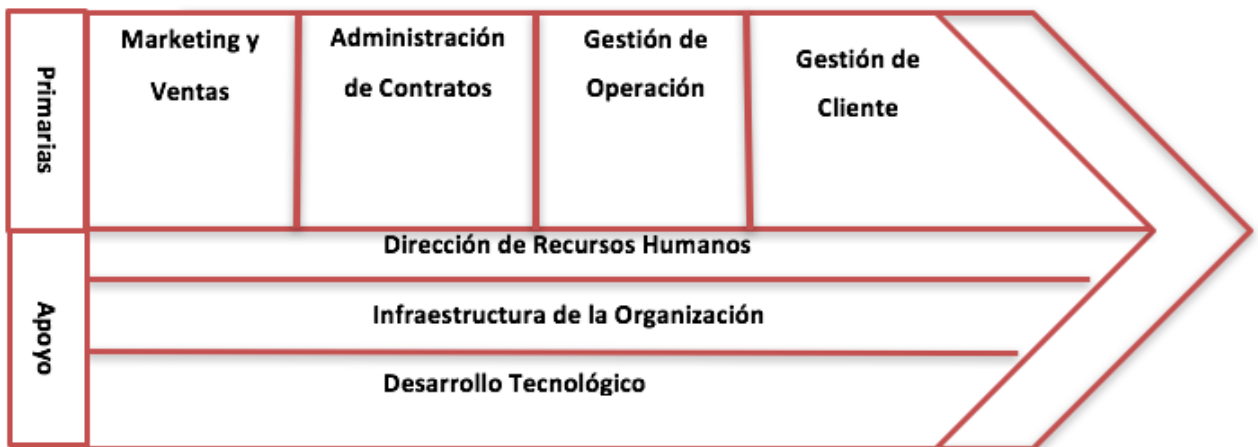 Primarias
Marketing y
Ventas
Administración
de Contratos
Gestión de
Operación
Gestión de
Cliente
Apoyo
Dirección de Recursos Humanos
Infraestructura de la Organización
Desarrollo Tecnológico